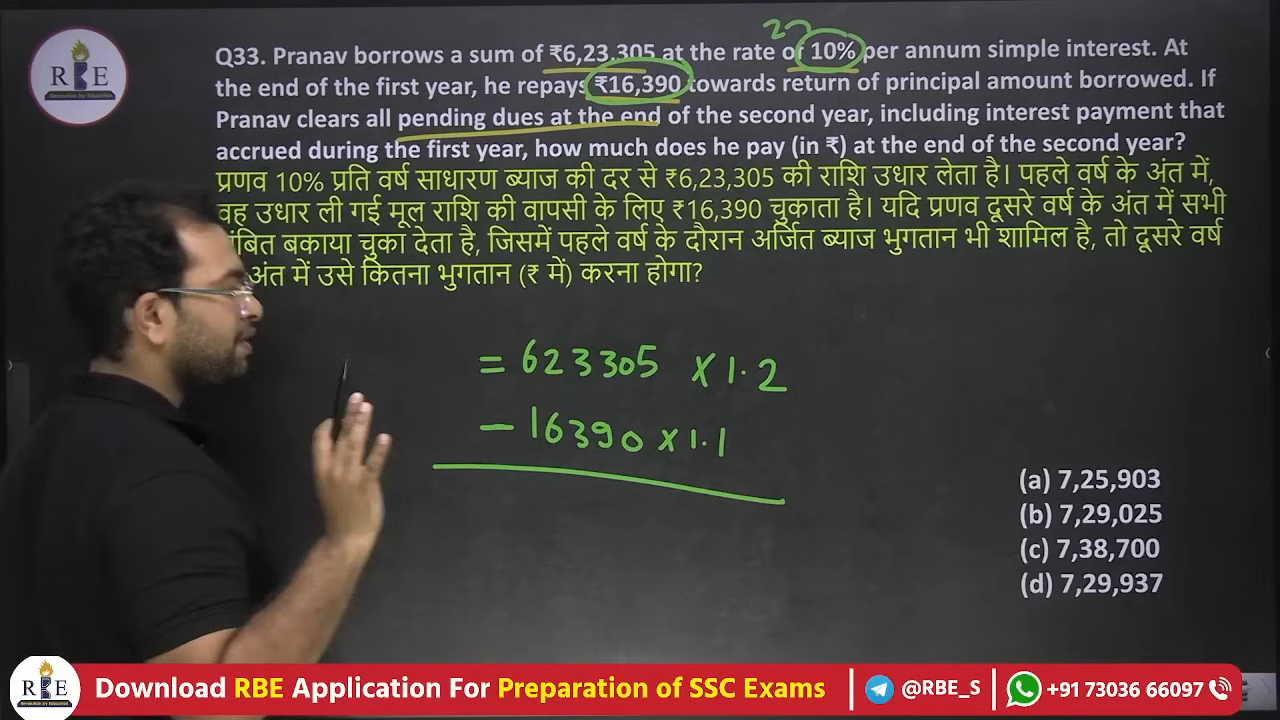 RBE
Revolution by Education
27
Q33. Pranav borrows a sum of ₹6,23,305 at the rate of 10% per annum simple interest. At
the end of the first year, he repays ₹16,390 towards return of principal amount borrowed. If
Pranav clears all pending dues at the end of the second year, including interest payment that
accrued during the first year, how much does he pay (in ₹) at the end of the second year?
प्रणव 10% प्रति वर्ष साधारण ब्याज की दर से ₹6,23,305 की राशि उधार लेता है। पहले वर्ष के अंत में,
वह उधार ली गई मूल राशि की वापसी के लिए ₹16,390 चुकाता है। यदि प्रणव दूसरे वर्ष के अंत में सभी
बकाया चुका देता है, जिसमें पहले वर्ष के दौरान अर्जित ब्याज भुगतान भी शामिल है, तो दूसरे वर्ष
अंत में उसे कितना भुगतान (₹ में) करना होगा?
= 623305 × 1.2
− 16390 × 1.1
(a) 7,25,903
(b) 7,29,025
(c) 7,38,700
(d) 7,29,937
RBE
Revolution by Education
Download RBE Application For Preparation of SSC Exams
@RBE_S
+91 73036 66097